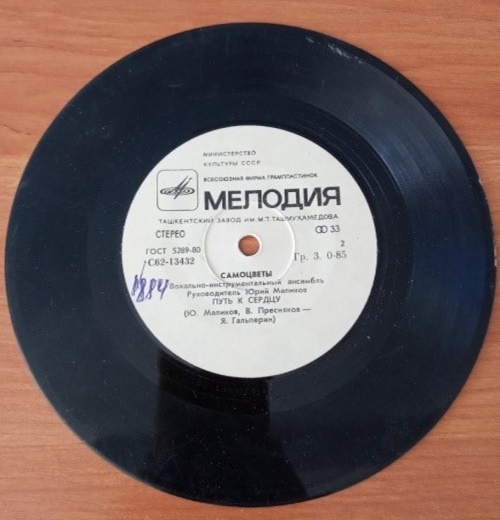 МИНИСТЕРСТВО
КУЛЬТУРЫ СССР
ВСЕСОЮЗНАЯ ФИРМА ГРАМПЛАСТИНОК
МЕЛОДИЯ
ТАШКЕНТСКИЙ ЗАВОД ИМ. М.Т.ТАШМУХАМЕДОВА
СТЕРЕО
33
ГОСТ 5289-80
2
С62-13432
Гр. 3. 0-85
САМОЦВЕТЫ
Вокально-инструментальный ансамбль
Руководитель Юрий Маликов
ПУТЬ К СЕРДЦУ
(Ю. Маликов, В. Пресняков —
Я. Гальперин)